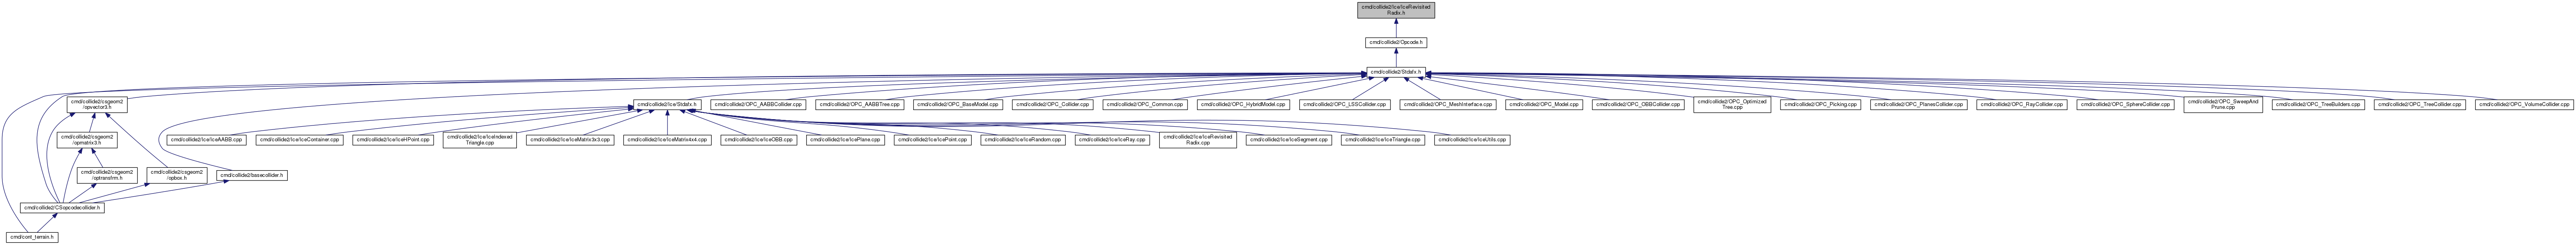 cmd/collide2/Ice/IceRevisited
Radix.h
cmd/collide2/Opcode.h
cmd/collide2/Stdafx.h
cmd/collide2/csgeom2
/opvector3.h
cmd/collide2/Ice/Stdafx.h
cmd/collide2/OPC_AABBCollider.cpp
cmd/collide2/OPC_AABBTree.cpp
cmd/collide2/OPC_BaseModel.cpp
cmd/collide2/OPC_Collider.cpp
cmd/collide2/OPC_Common.cpp
cmd/collide2/OPC_HybridModel.cpp
cmd/collide2/OPC_LSSCollider.cpp
cmd/collide2/OPC_MeshInterface.cpp
cmd/collide2/OPC_Model.cpp
cmd/collide2/OPC_OBBCollider.cpp
cmd/collide2/OPC_Optimized
Tree.cpp
cmd/collide2/OPC_Picking.cpp
cmd/collide2/OPC_PlanesCollider.cpp
cmd/collide2/OPC_RayCollider.cpp
cmd/collide2/OPC_SphereCollider.cpp
cmd/collide2/OPC_SweepAnd
Prune.cpp
cmd/collide2/OPC_TreeBuilders.cpp
cmd/collide2/OPC_TreeCollider.cpp
cmd/collide2/OPC_VolumeCollider.cpp
cmd/collide2/csgeom2
/opmatrix3.h
cmd/collide2/Ice/IceAABB.cpp
cmd/collide2/Ice/IceContainer.cpp
cmd/collide2/Ice/IceHPoint.cpp
cmd/collide2/Ice/IceIndexed
Triangle.cpp
cmd/collide2/Ice/IceMatrix3x3.cpp
cmd/collide2/Ice/IceMatrix4x4.cpp
cmd/collide2/Ice/IceOBB.cpp
cmd/collide2/Ice/IcePlane.cpp
cmd/collide2/Ice/IcePoint.cpp
cmd/collide2/Ice/IceRandom.cpp
cmd/collide2/Ice/IceRay.cpp
cmd/collide2/Ice/IceRevisited
Radix.cpp
cmd/collide2/Ice/IceSegment.cpp
cmd/collide2/Ice/IceTriangle.cpp
cmd/collide2/Ice/IceUtils.cpp
cmd/collide2/csgeom2
/optransfrm.h
cmd/collide2/csgeom2
/opbox.h
cmd/collide2/basecollider.h
cmd/collide2/CSopcodecollider.h
cmd/cont_terrain.h